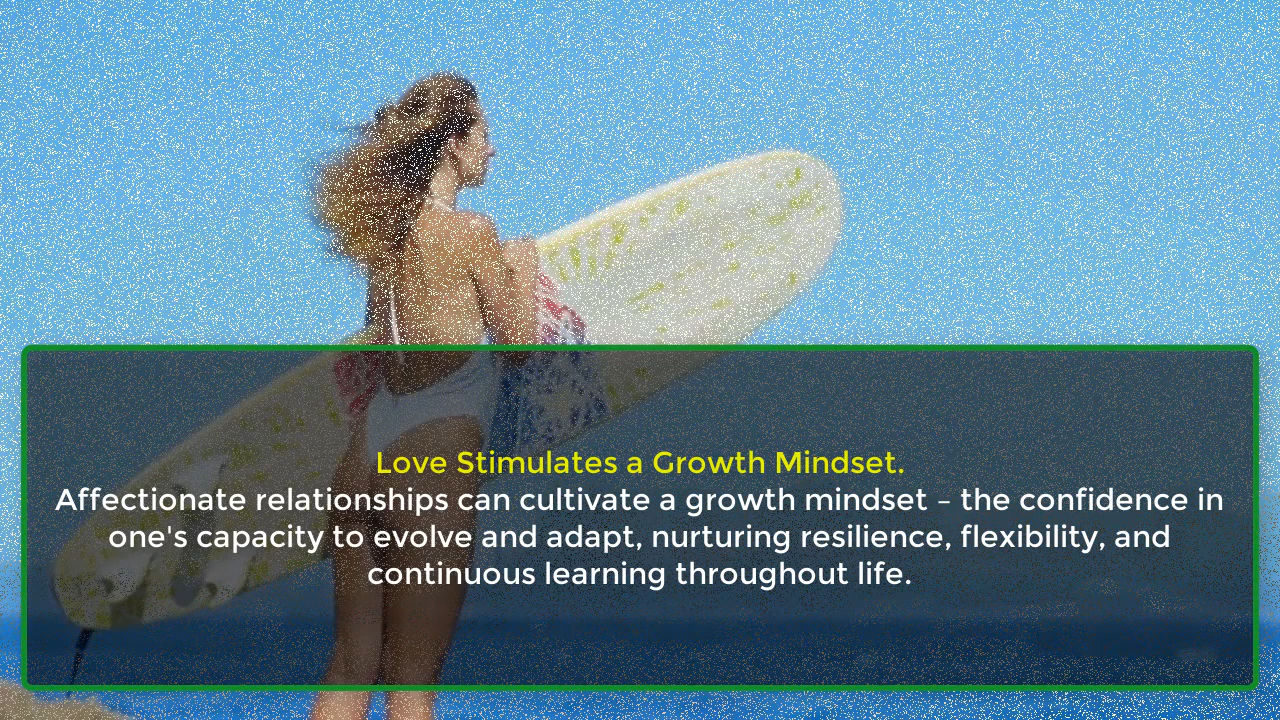 Love Stimulates a Growth Mindset.
Affectionate relationships can cultivate a growth mindset – the confidence in
one's capacity to evolve and adapt, nurturing resilience, flexibility, and
continuous learning throughout life.